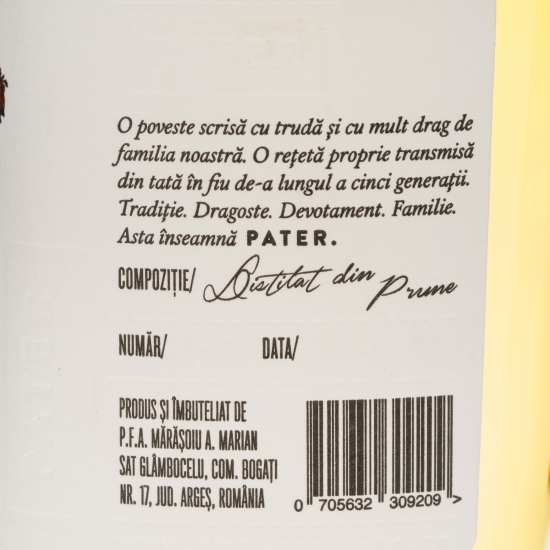 O poveste scrisă cu trudă și cu mult drag de
familia noastră. O rețetă proprie transmisă
din tată în fiu de-a lungul a cinci generații.
Tradiție. Dragoste. Devotament. Familie.
Asta înseamnă PATER.
COMPOZIȚIE/ Distilat din Prune
NUMĂR/ DATA/
PRODUS ȘI ÎMBUTELIAT DE
P.F.A. MĂRĂȘOIU A. MARIAN
SAT GLÂMBOCELU, COM. BOGAȚI
NR. 17, JUD. ARGEȘ, ROMÂNIA
0 705632 309209 >
PATER